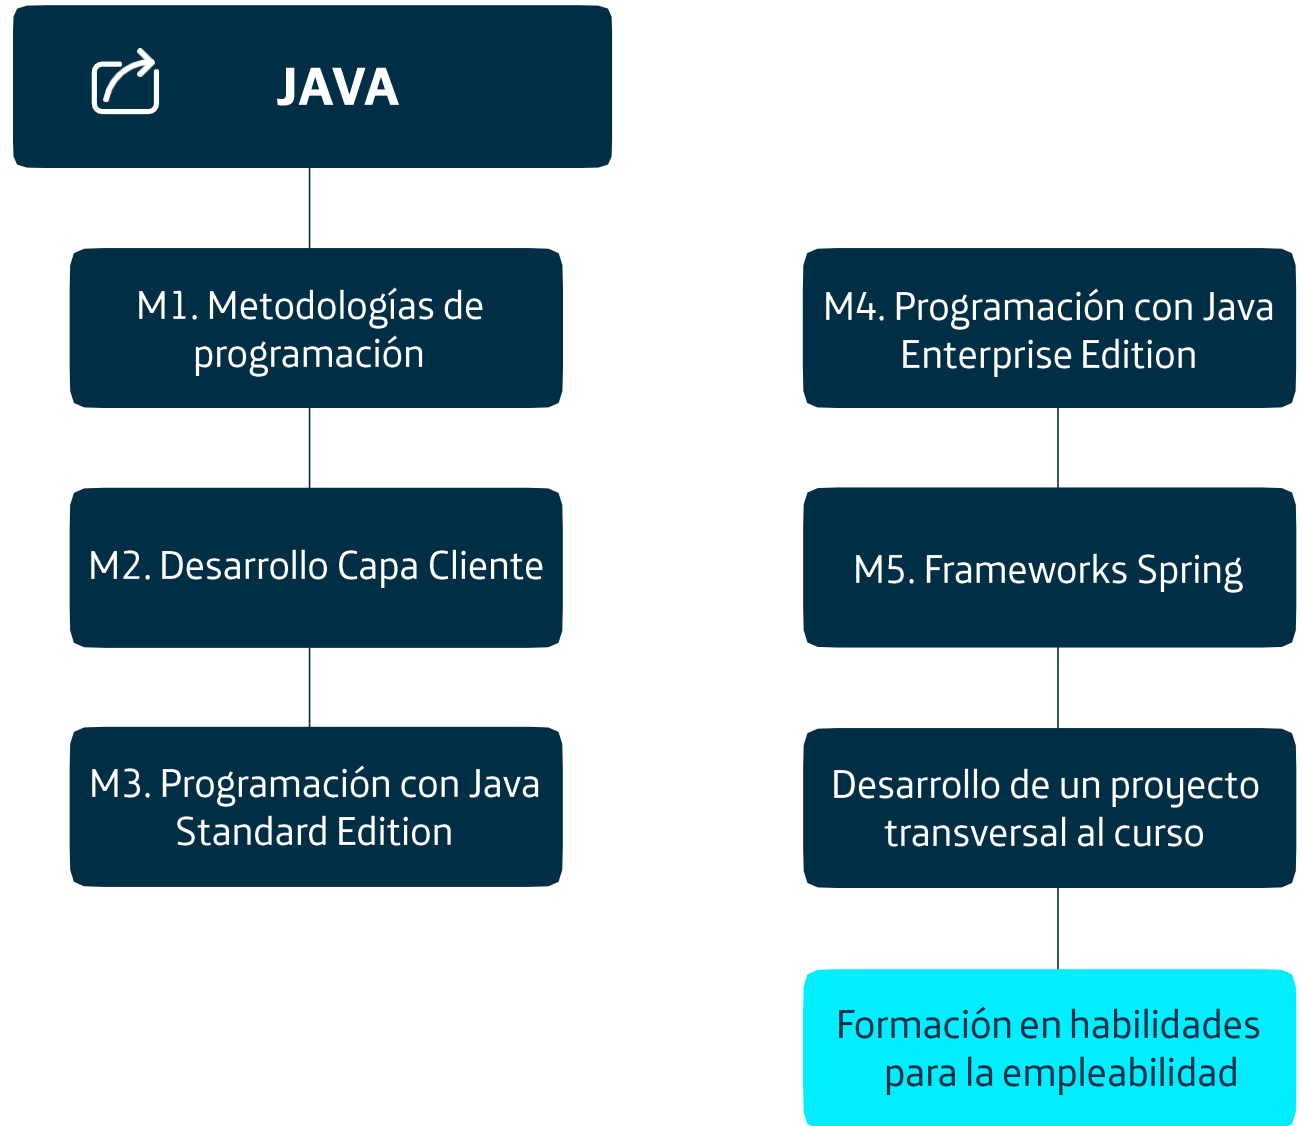 JAVA
M1. Metodologías de
programación
M2. Desarrollo Capa Cliente
M3. Programación con Java
Standard Edition
M4. Programación con Java
Enterprise Edition
M5. Frameworks Spring
Desarrollo de un proyecto
transversal al curso
Formación en habilidades
para la empleabilidad